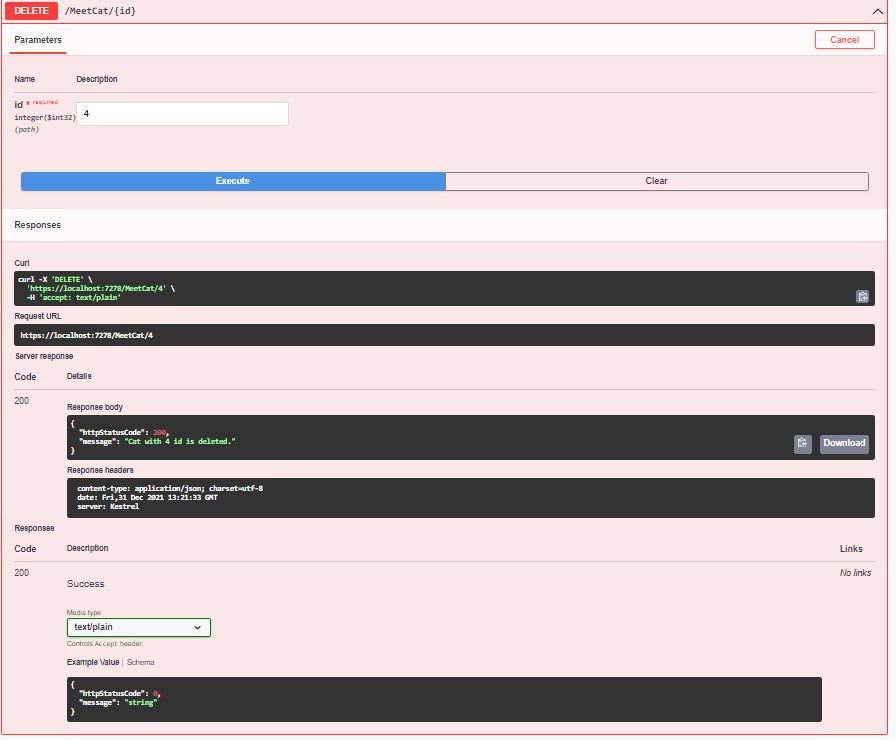 DELETE /MeetCat/{id}
Parameters
Cancel
Name Description
id * required
integer($int32)
(path)
4
Execute Clear
Responses
Curl
curl -X 'DELETE' \
'https://localhost:7278/MeetCat/4' \
-H 'accept: text/plain'
Request URL
https://localhost:7278/MeetCat/4
Server response
Code Details
200
Response body
{
"httpStatusCode": 200,
"message": "Cat with 4 id is deleted."
}
Download
Response headers
content-type: application/json; charset=utf-8
date: Fri,31 Dec 2021 13:21:33 GMT
server: Kestrel
Responses
Code Description Links
200
Success
No links
Media type
text/plain
Controls Accept header.
Example Value | Schema
{
"httpStatusCode": 0,
"message": "string"
}